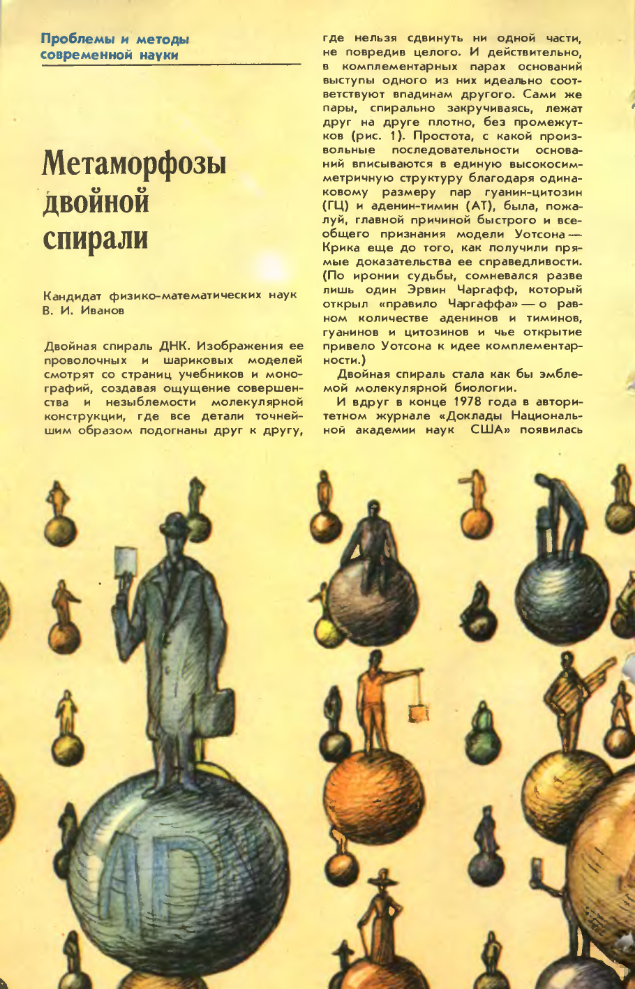 Проблемы и методы
современной науки
Метаморфозы
двойной
спирали
Кандидат физико-математических наук
В. И. Иванов
Двойная спираль ДНК. Изображения ее
проволочных и шариковых моделей
смотрят со страниц учебников и моно-
графий, создавая ощущение совершен-
ства и незыблемости молекулярной
конструкции, где все детали точней-
шим образом подогнаны друг к другу,
где нельзя сдвинуть ни одной части,
не повредив целого. И действительно,
в комплементарных парах оснований
выступы одного из них идеально соот-
ветствуют впадинам другого. Сами же
пары, спирально закручиваясь, лежат
друг на друге плотно, без промежут-
ков (рис. 1). Простота, с какой произ-
вольные последовательности основа-
ний вписываются в единую высокосим-
метричную структуру благодаря одина-
ковому размеру пар гуанин-цитозин
(ГЦ) и аденин-тимин (АТ), была, пожа-
луй, главной причиной быстрого и все-
общего признания модели Уотсона —
Крика еще до того, как получили пря-
мые доказательства ее справедливости.
(По иронии судьбы, сомневался разве
лишь один Эрвин Чаргафф, который
открыл «правило Чаргаффа» — о рав-
ном количестве аденинов и тиминов,
гуанинов и цитозинов и чье открытие
привело Уотсона к идее комплементар-
ности.)
Двойная спираль стала как бы эмбле-
мой молекулярной биологии.
И вдруг в конце 1978 года в автори-
тетном журнале «Доклады Националь-
ной академии наук США» появилась